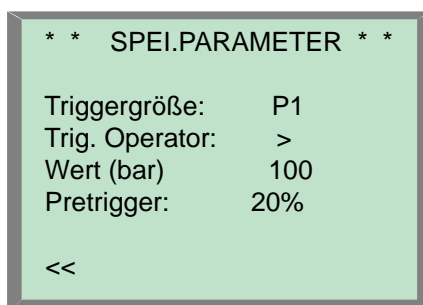 * * SPEI.PARAMETER * *
Triggergröße: P1
Trig. Operator: >
Wert (bar) 100
Pretrigger: 20%
<<